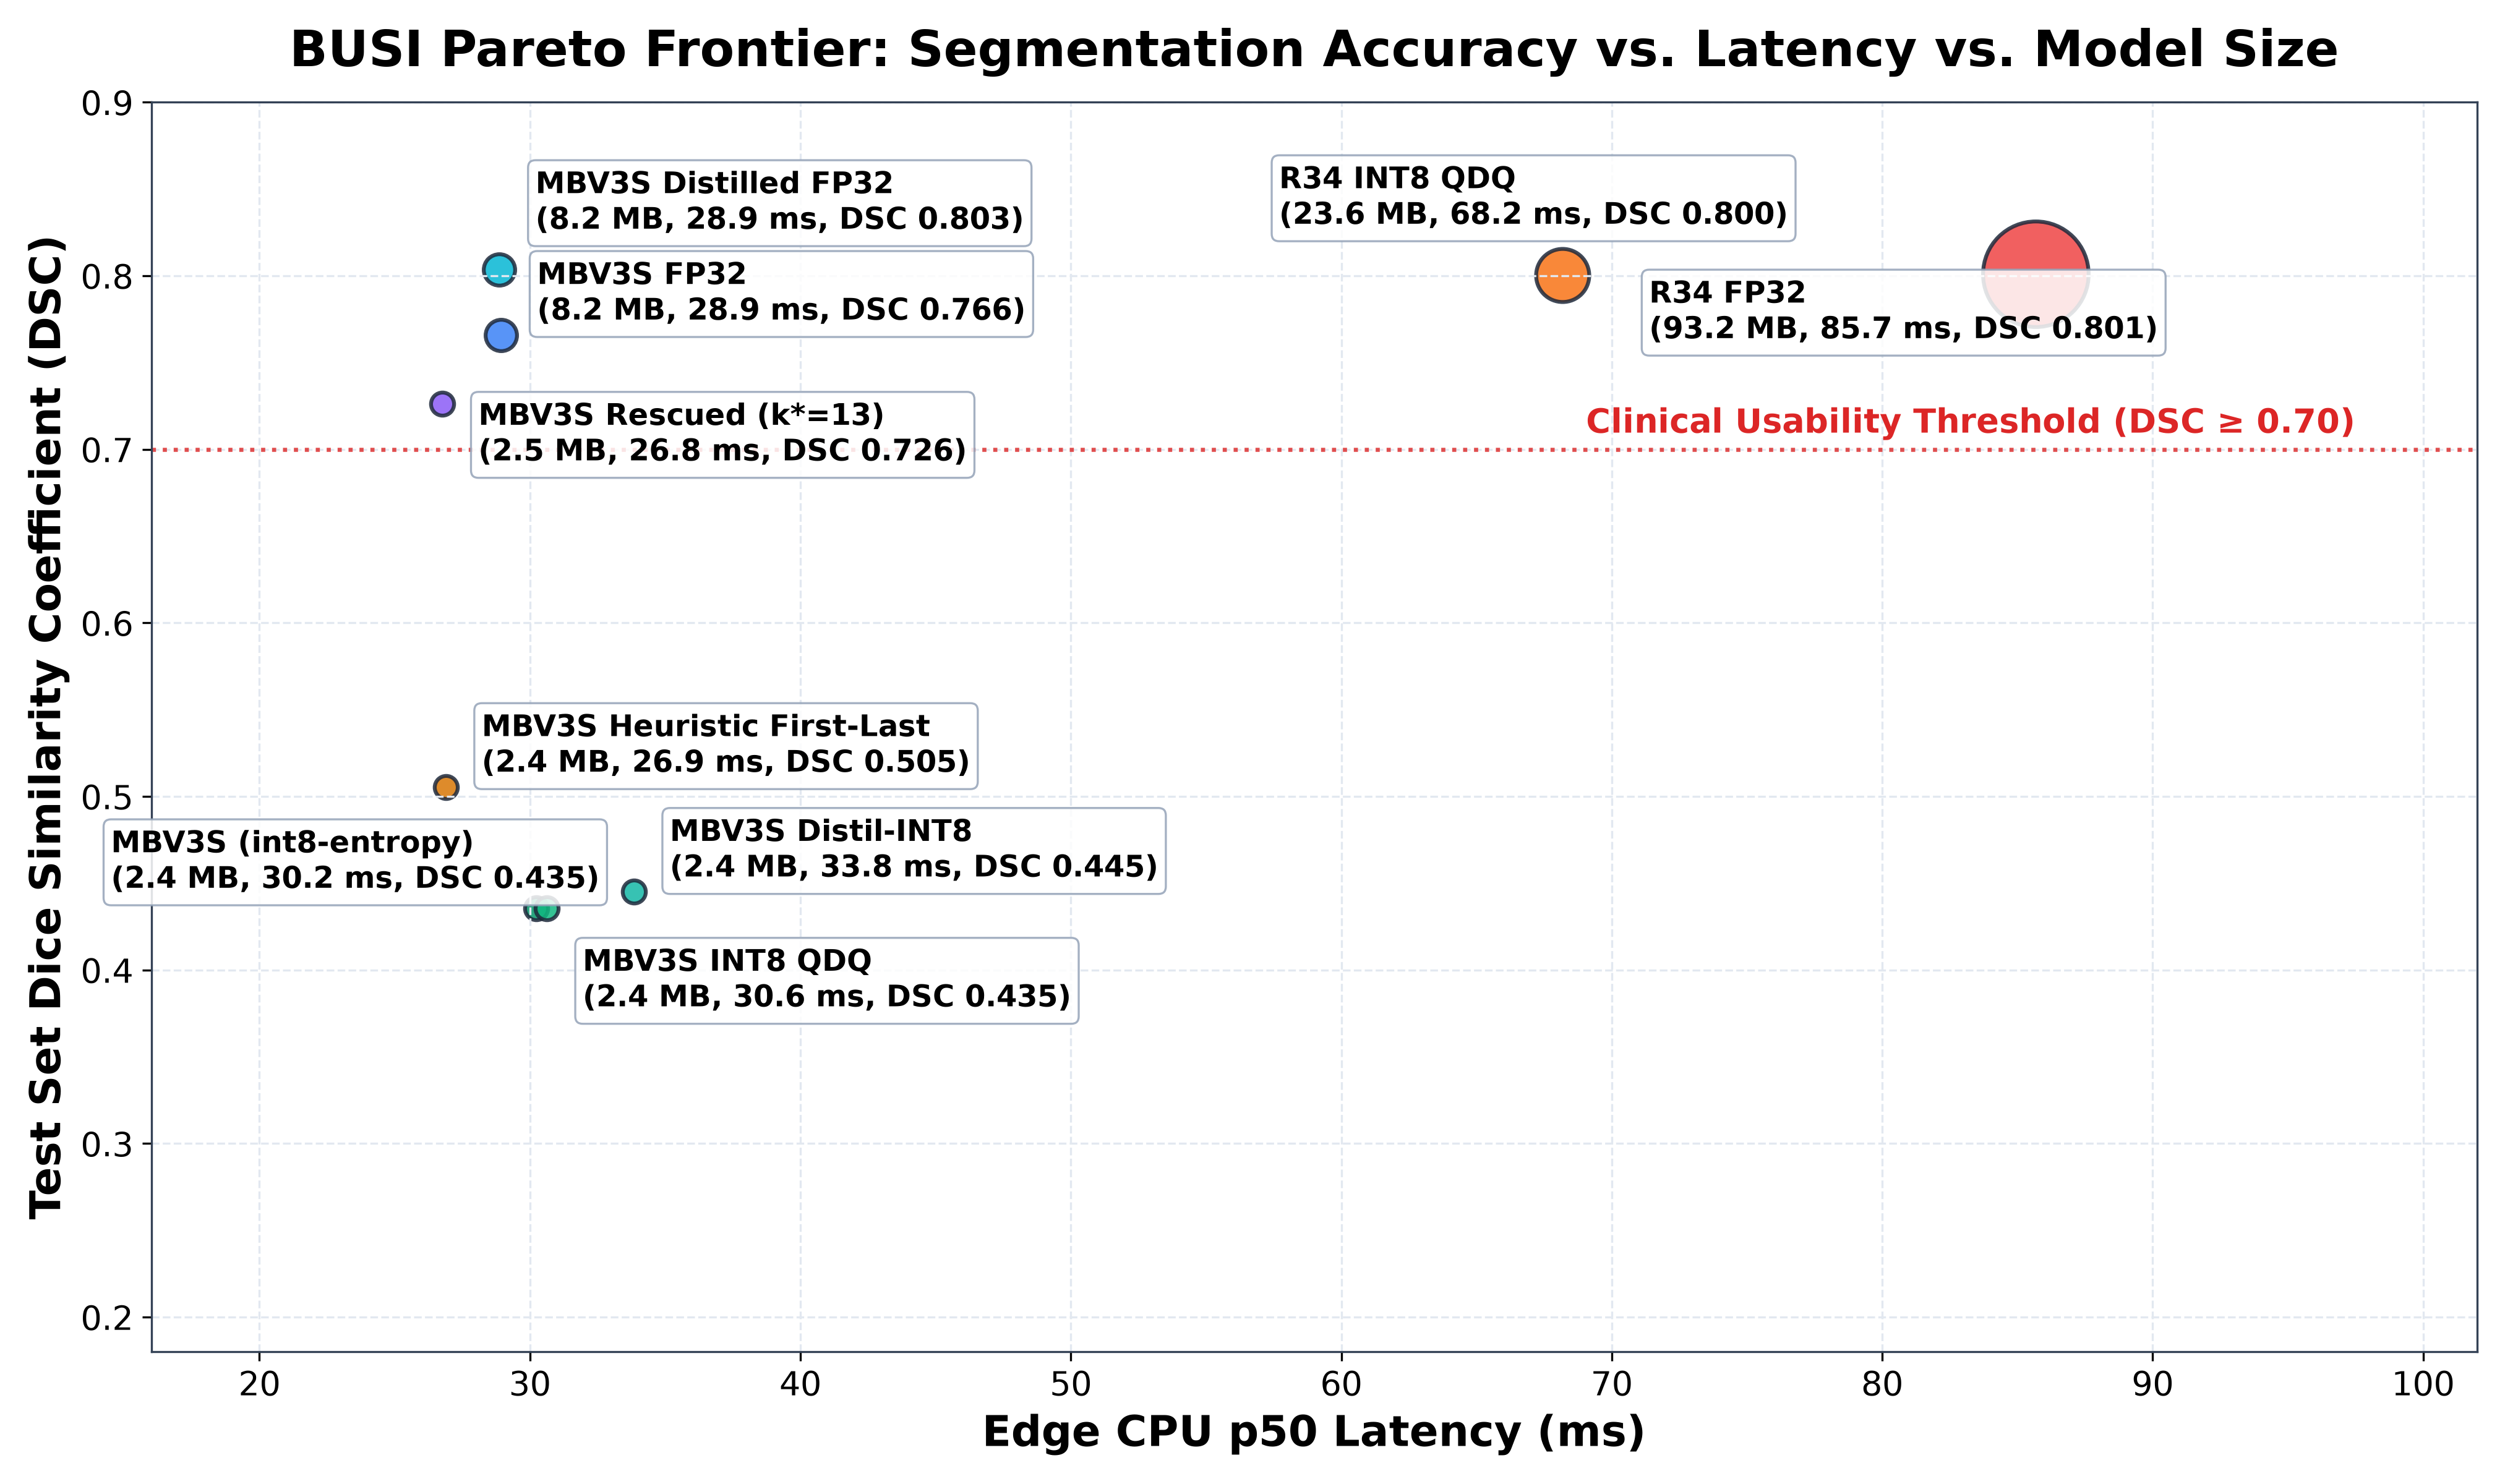 BUSI Pareto Frontier: Segmentation Accuracy vs. Latency vs. Model Size
Test Set Dice Similarity Coefficient (DSC)
0.9
0.8
0.7
0.6
0.5
0.4
0.3
0.2
MBV3S Distilled FP32
(8.2 MB, 28.9 ms, DSC 0.803)
MBV3S FP32
(8.2 MB, 28.9 ms, DSC 0.766)
R34 INT8 QDQ
(23.6 MB, 68.2 ms, DSC 0.800)
R34 FP32
(93.2 MB, 85.7 ms, DSC 0.801)
MBV3S Rescued (k*=13)
(2.5 MB, 26.8 ms, DSC 0.726)
Clinical Usability Threshold (DSC ≥ 0.70)
MBV3S Heuristic First-Last
(2.4 MB, 26.9 ms, DSC 0.505)
MBV3S (int8-entropy)
(2.4 MB, 30.2 ms, DSC 0.435)
MBV3S Distil-INT8
(2.4 MB, 33.8 ms, DSC 0.445)
MBV3S INT8 QDQ
(2.4 MB, 30.6 ms, DSC 0.435)
20 30 40 50 60 70 80 90 100
Edge CPU p50 Latency (ms)